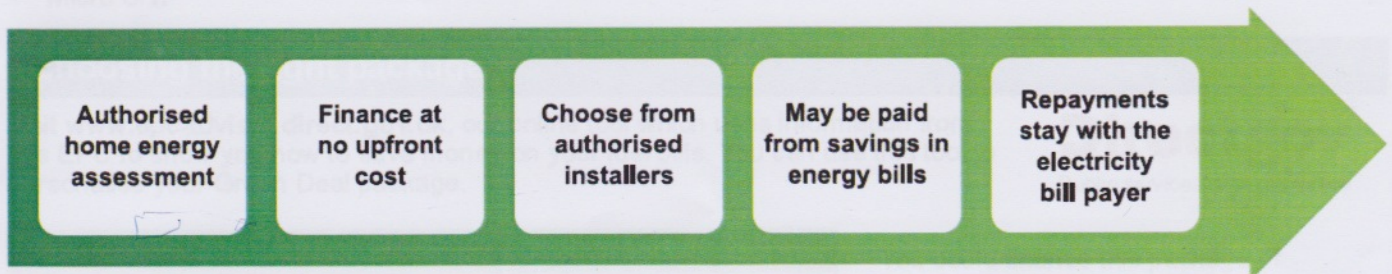 Authorised
home energy
assessment
Finance at
no upfront
cost
Choose from
authorised
installers
May be paid
from savings in
energy bills
Repayments
stay with the
electricity
bill payer